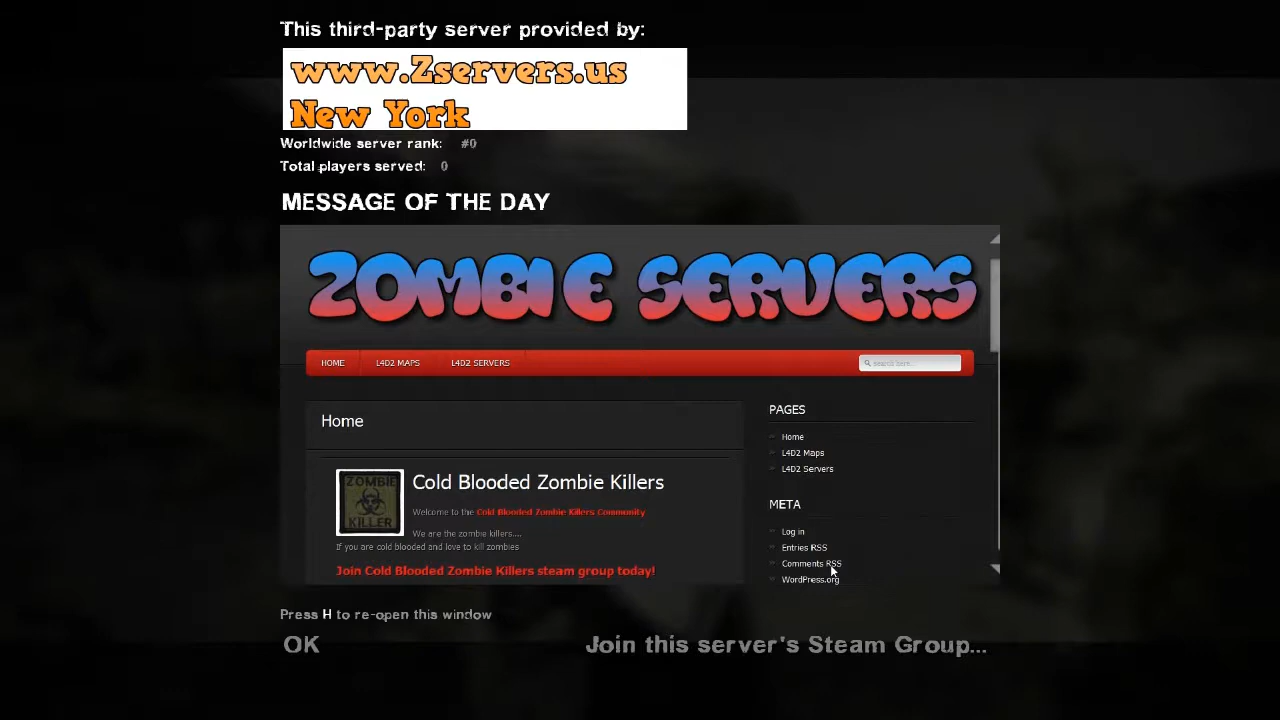 This third-party server provided by:
www.Zservers.us
New York
Worldwide server rank: #0
Total players served: 0
MESSAGE OF THE DAY
ZOMBIE SERVERS
HOME L4D2 MAPS L4D2 SERVERS search here...
Home
ZOMBIE
KILLER
Cold Blooded Zombie Killers
Welcome to the Cold Blooded Zombie Killers Community
We are the zombie killers....
If you are cold blooded and love to kill zombies
Join Cold Blooded Zombie Killers steam group today!
PAGES
Home
L4D2 Maps
L4D2 Servers
META
Log in
Entries RSS
Comments RSS
WordPress.org
Press H to re-open this window
OK
Join this server's Steam Group...